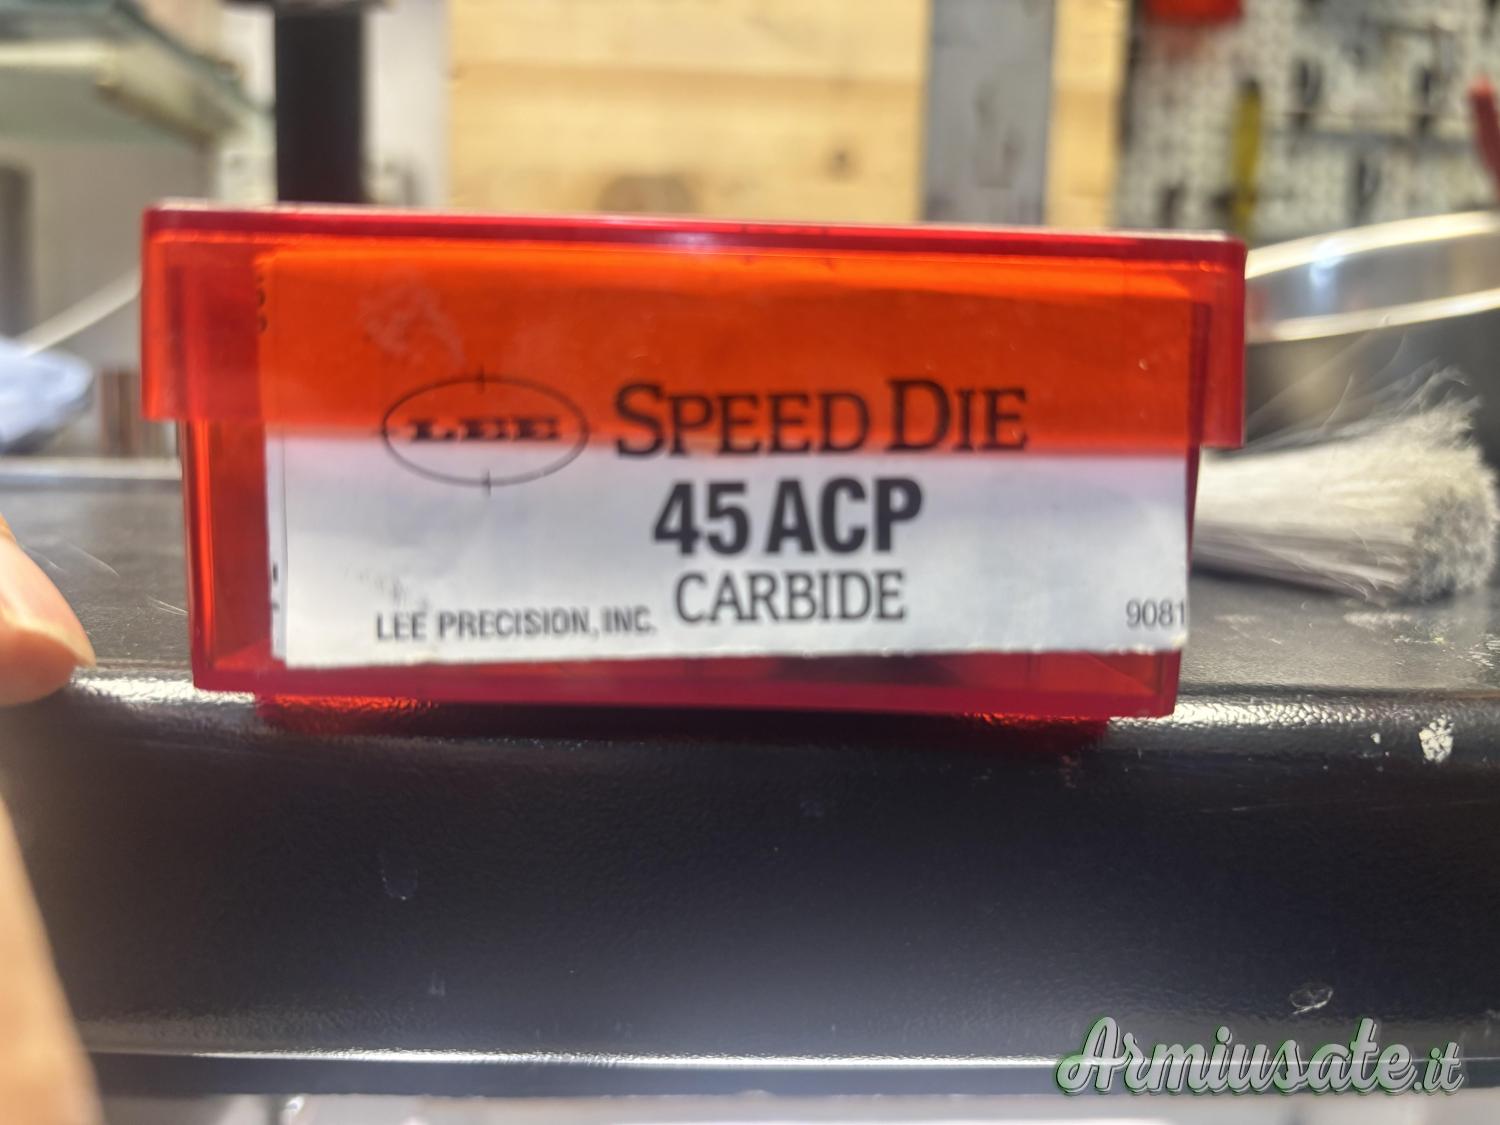 LEE SPEED DIE
45 ACP
CARBIDE
LEE PRECISION, INC.
9081
Armiusate.it